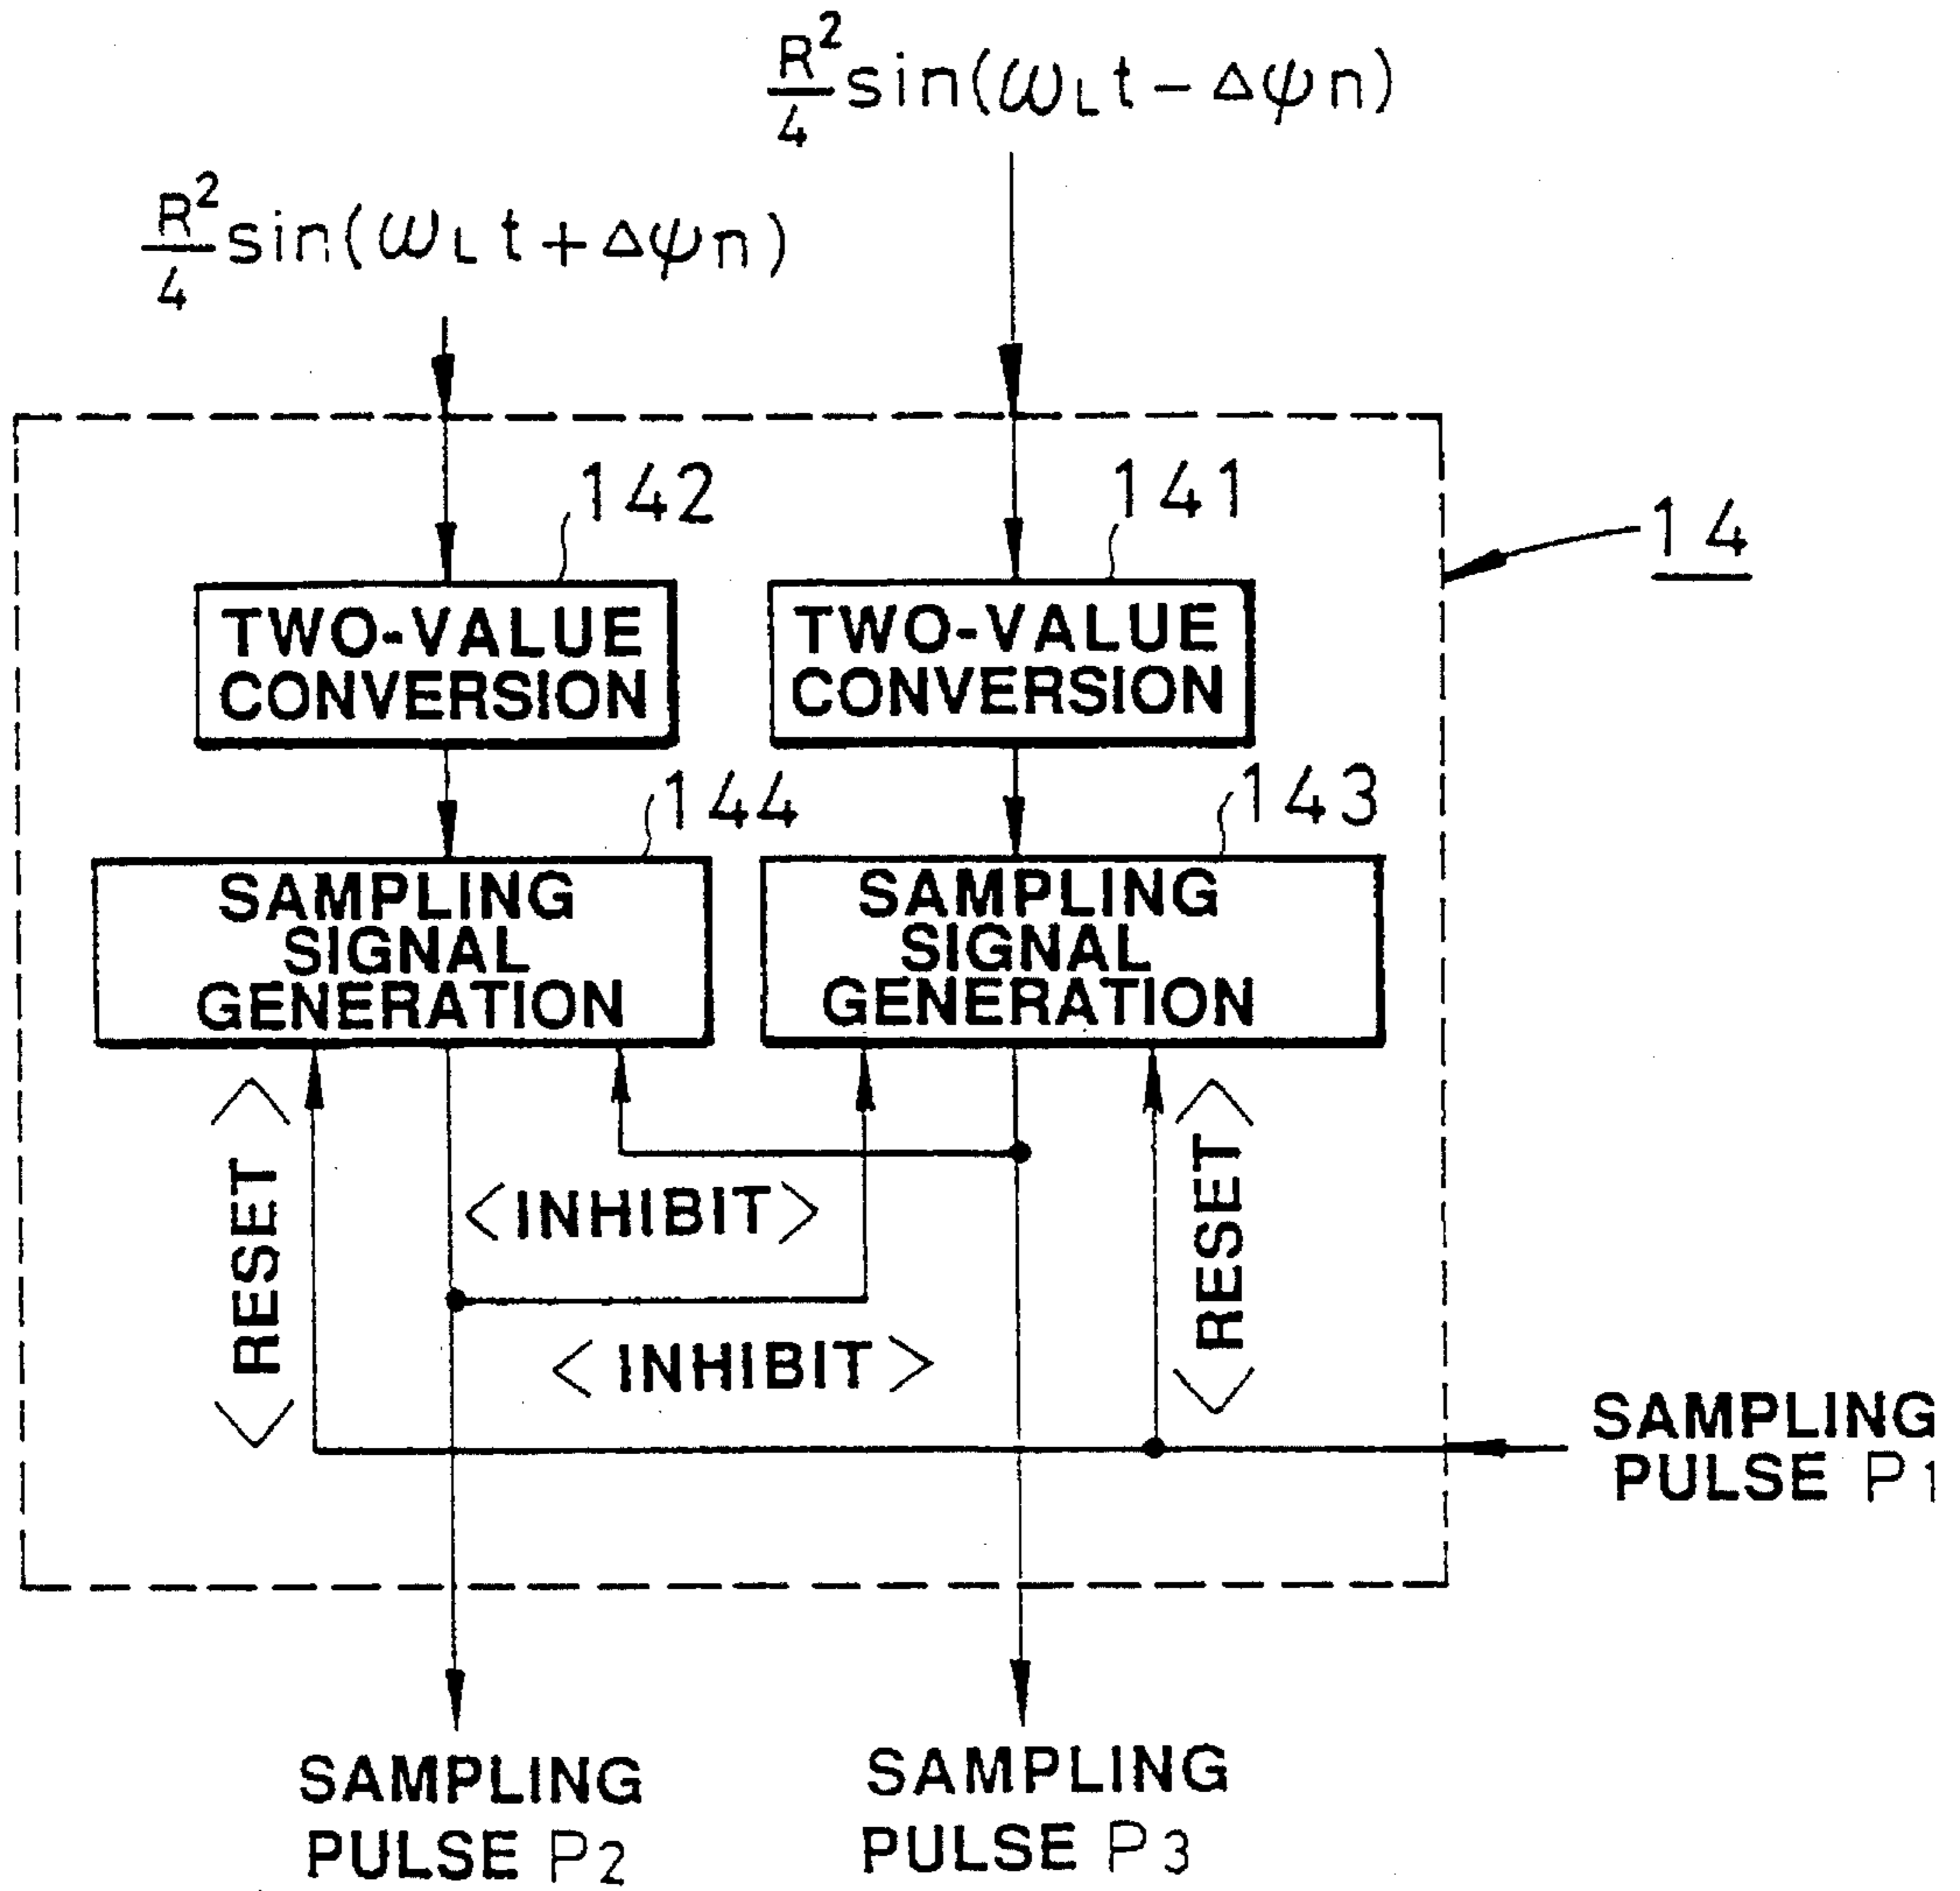 R²/4 sin(ωLt−Δψn)
R²/4 sin(ωLt+Δψn)
142
141
14
TWO-VALUE
CONVERSION
TWO-VALUE
CONVERSION
144
143
SAMPLING
SIGNAL
GENERATION
SAMPLING
SIGNAL
GENERATION
<RESET>
<INHIBIT>
<RESET>
<INHIBIT>
SAMPLING
PULSE P1
SAMPLING
PULSE P2
SAMPLING
PULSE P3